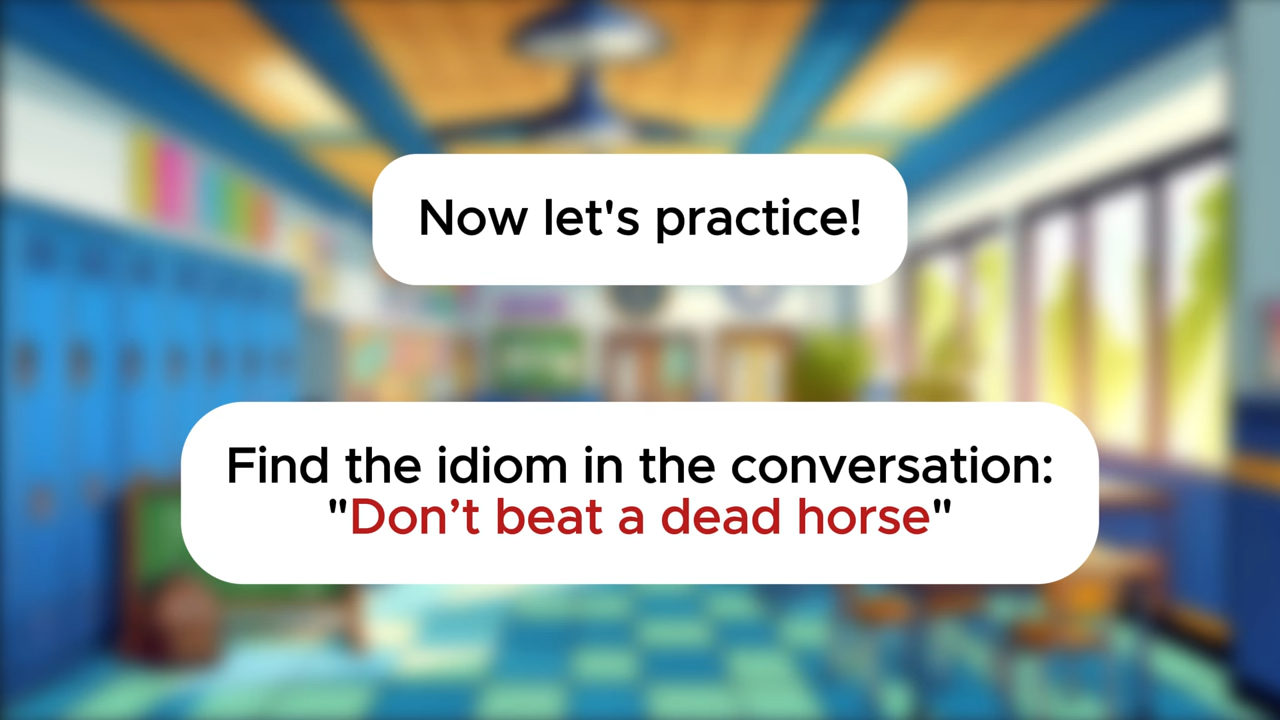 Now let's practice!
Find the idiom in the conversation:
"Don’t beat a dead horse"